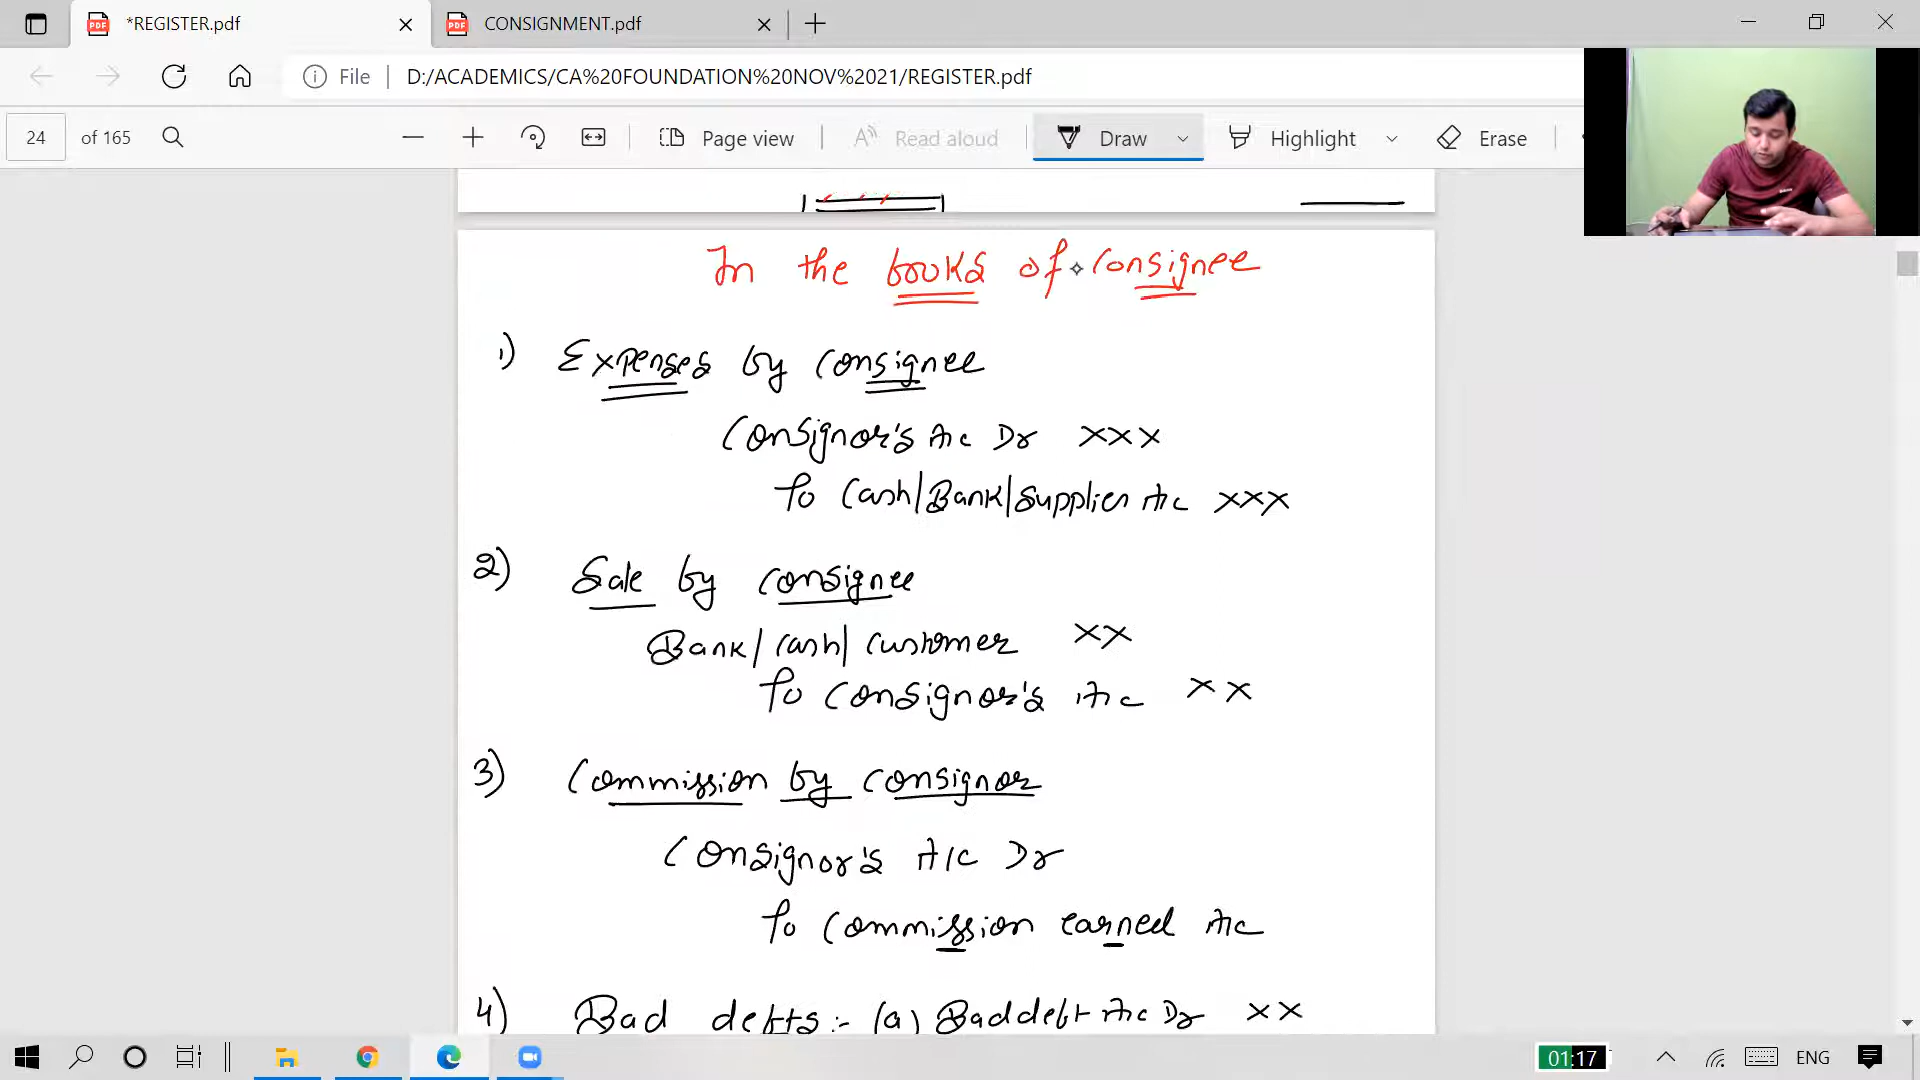 *REGISTER.pdf
CONSIGNMENT.pdf
File
D:/ACADEMICS/CA%20FOUNDATION%20NOV%2021/REGISTER.pdf
24
of 165
Page view
Read aloud
Draw
Highlight
Erase
In the books of Consignee
1) Expenses by Consignee
Consignor's A/c Dr xxx
To Cash/Bank/Supplier A/c xxx
2) Sale by Consignee
Bank/Cash/Customer xx
To Consignor's A/c xx
3) Commission by Consignor
Consignor's A/c Dr
To Commission earned A/c
4) Bad debts:- (a) Bad debt A/c Dr xx
01:17
ENG